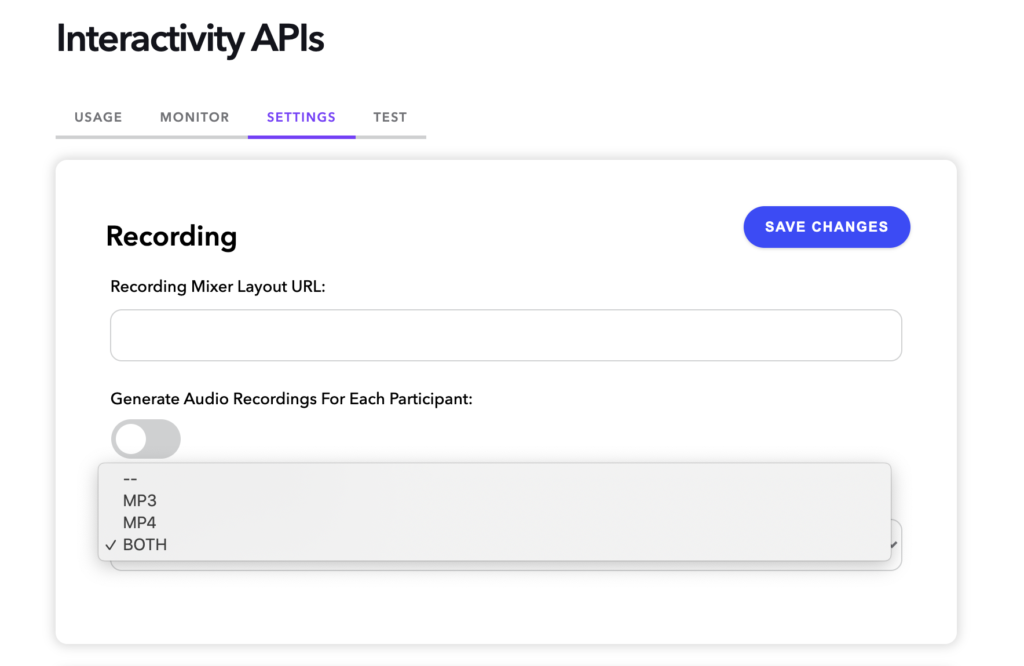 Interactivity APIs
USAGE MONITOR SETTINGS TEST
Recording
SAVE CHANGES
Recording Mixer Layout URL:
Generate Audio Recordings For Each Participant:
--
MP3
MP4
✓ BOTH